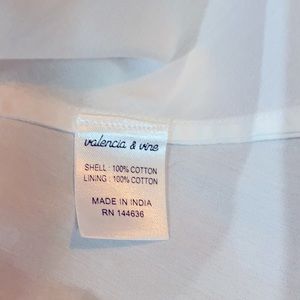 valencia & vine
SHELL : 100% COTTON
LINING : 100% COTTON
MADE IN INDIA
RN 144636